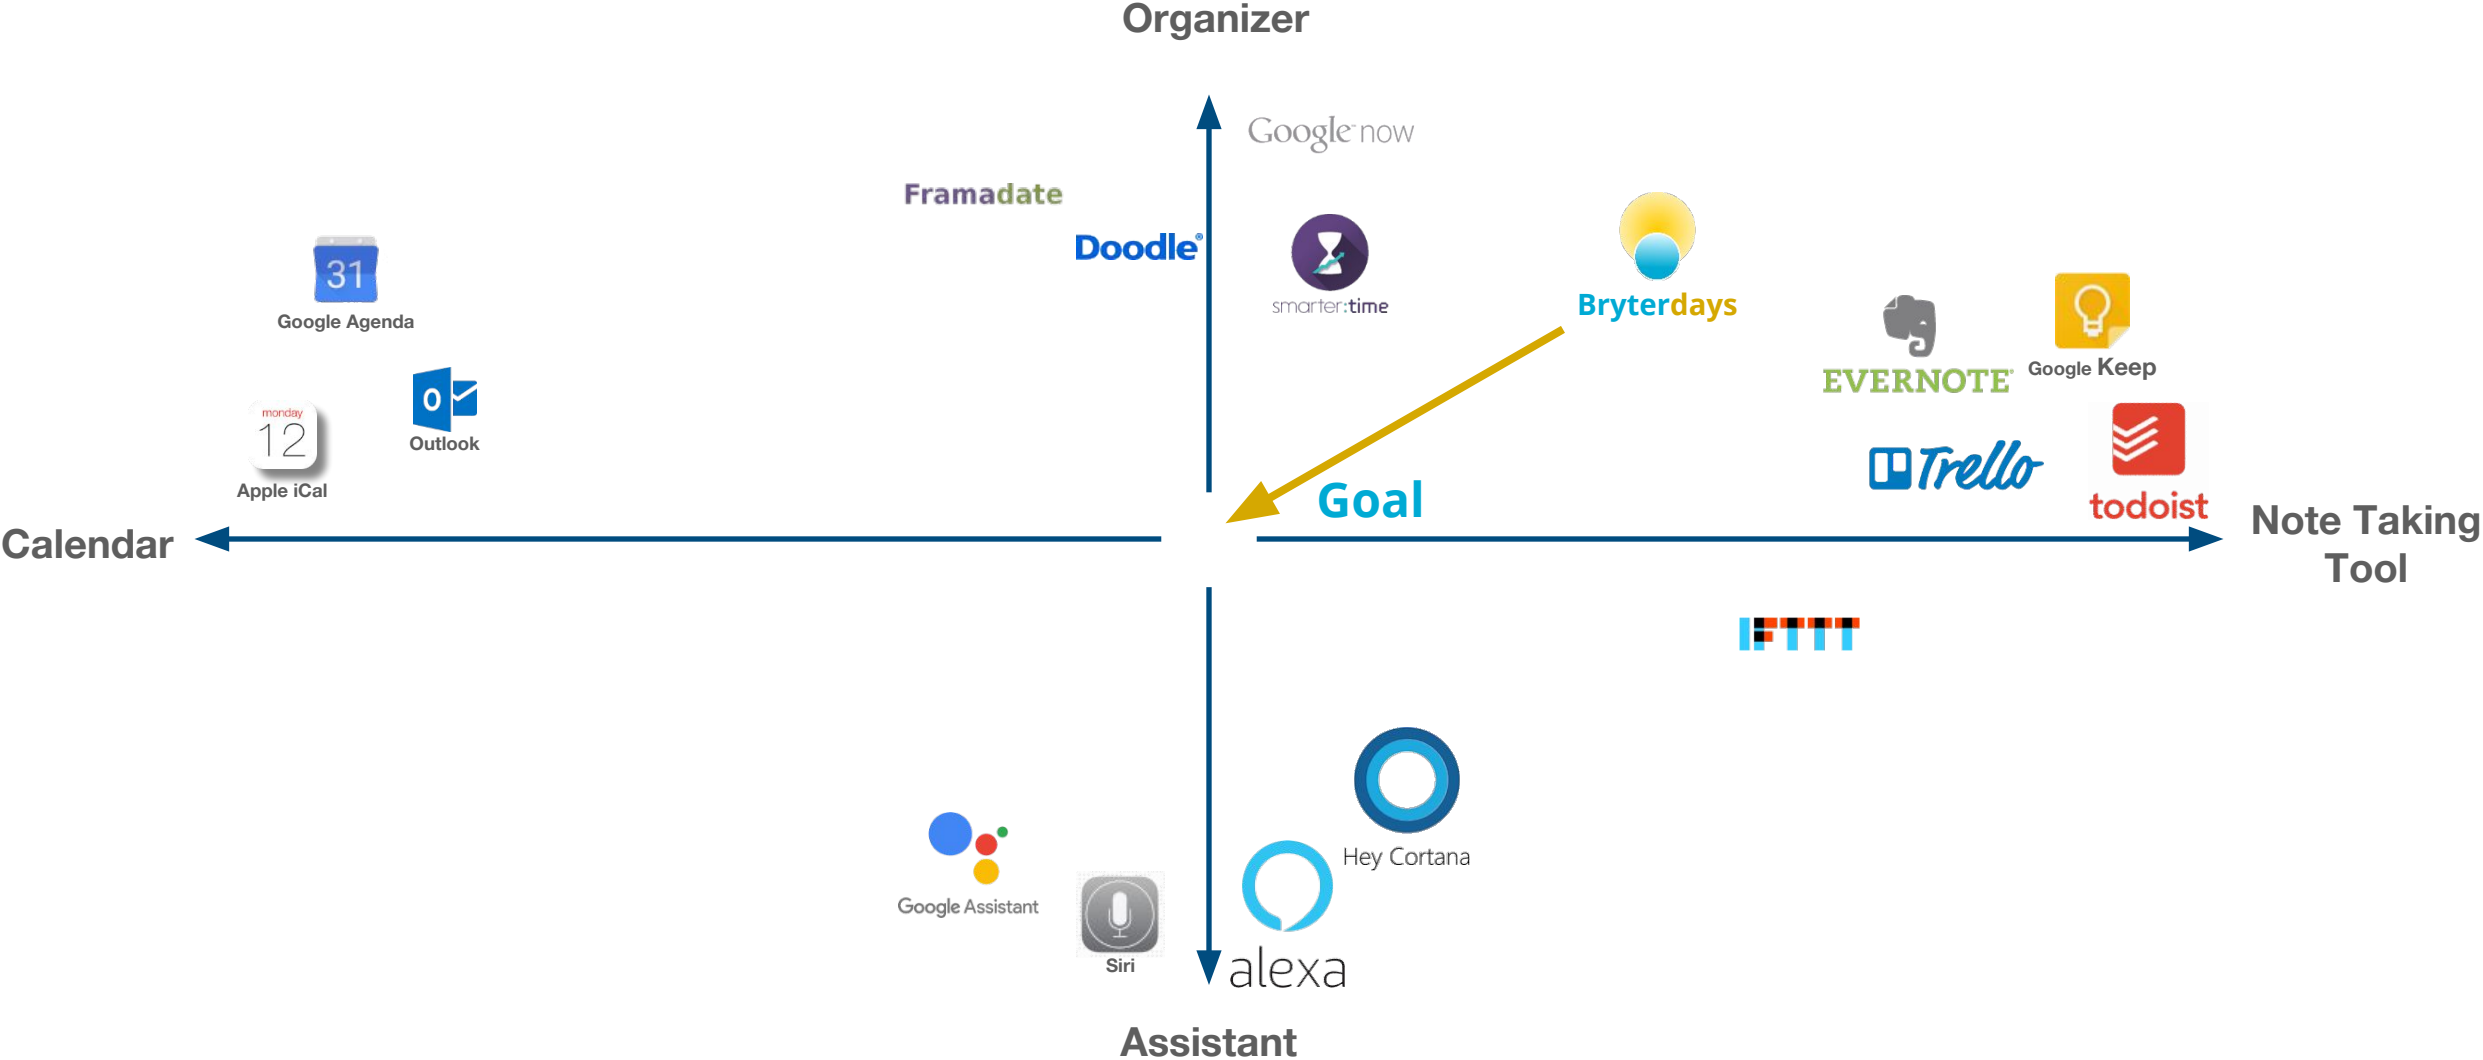 Organizer
Google now
Framadate
Doodle®
31
Google Agenda
smarter:time
Bryterdays
EVERNOTE
Google Keep
monday
12
Apple iCal
O
Outlook
Goal
Trello
todoist
Calendar
Note Taking
Tool
IFTTT
Hey Cortana
Google Assistant
Siri
alexa
Assistant